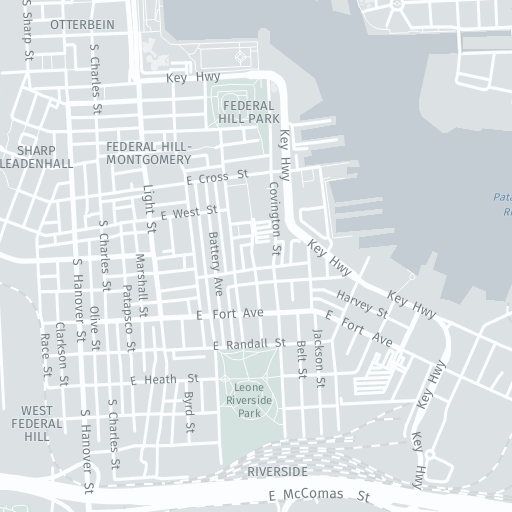 OTTERBEIN
S Sharp St
S Charles St
Key Hwy
FEDERAL
HILL PARK
SHARP
LEADENHALL
FEDERAL HILL-
MONTGOMERY
Key Hwy
E Cross St
Light St
Covington St
E West St
S Charles St
Battery Ave
Key Hwy
S Hanover St
Marshall St
Patapsco St
Olive St
Harvey St
Key Hwy
E Fort Ave
E Fort Ave
Clarkson St
Race St
E Randall St
Belt St
Jackson St
E Heath St
Byrd St
Leone
Riverside
Park
Key Hwy
WEST
FEDERAL
HILL
S Hanover St
S Charles St
Key Hwy
RIVERSIDE
E McComas St